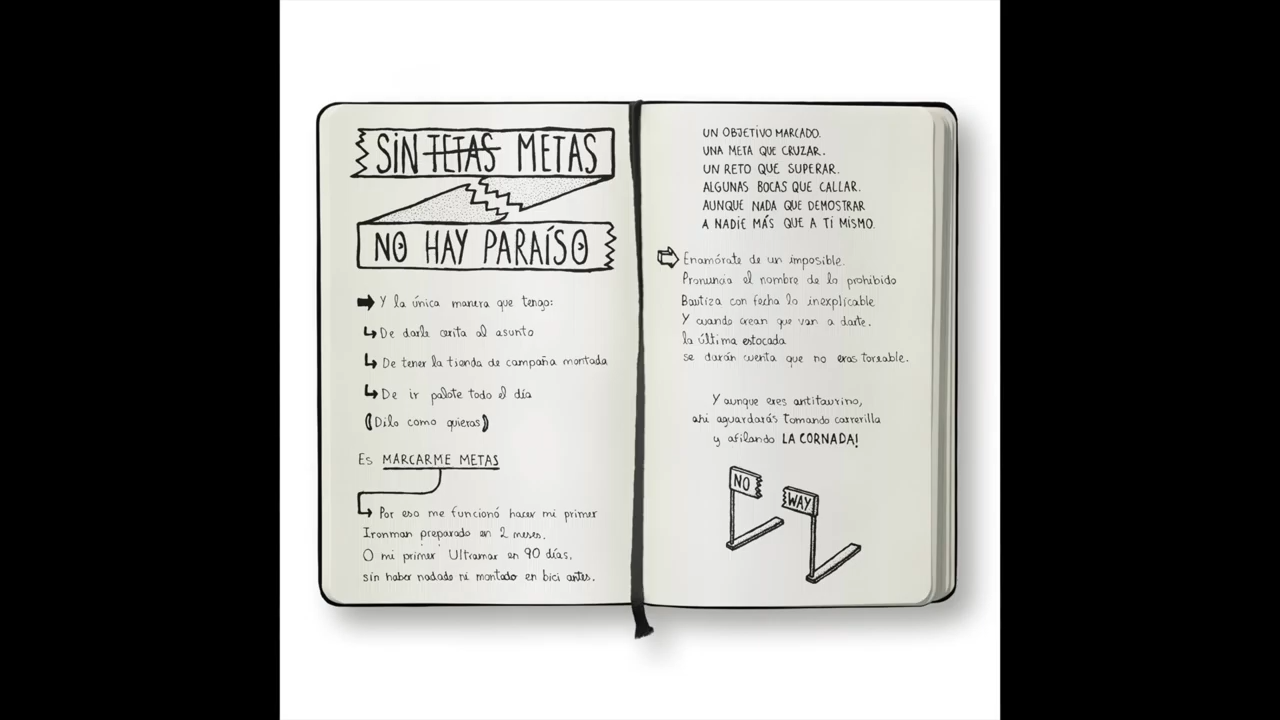 SIN TETAS METAS
NO HAY PARAÍSO
Y la única manera que tengo:
De darle cerita al asunto
De tener la tienda de campaña montada
De ir palote todo el día
(Dilo como quieras)
Es MARCARME METAS
Por eso me funcionó hacer mi primer
Ironman preparado en 2 meses.
O mi primer Ultraman en 90 días,
sin haber nadado ni montado en bici antes.
UN OBJETIVO MARCADO.
UNA META QUE CRUZAR.
UN RETO QUE SUPERAR.
ALGUNAS BOCAS QUE CALLAR.
AUNQUE NADA QUE DEMOSTRAR
A NADIE MÁS QUE A TI MISMO.
Enamórate de un imposible.
Pronuncia el nombre de lo prohibido
Bautiza con fecha lo inexplicable
Y cuando crean que van a darte.
la última estocada
se darán cuenta que no eras toreable.
Y aunque eres antitaurino,
ahí aguardarás tomando carrerilla
y afilando LA CORNADA!
NO WAY